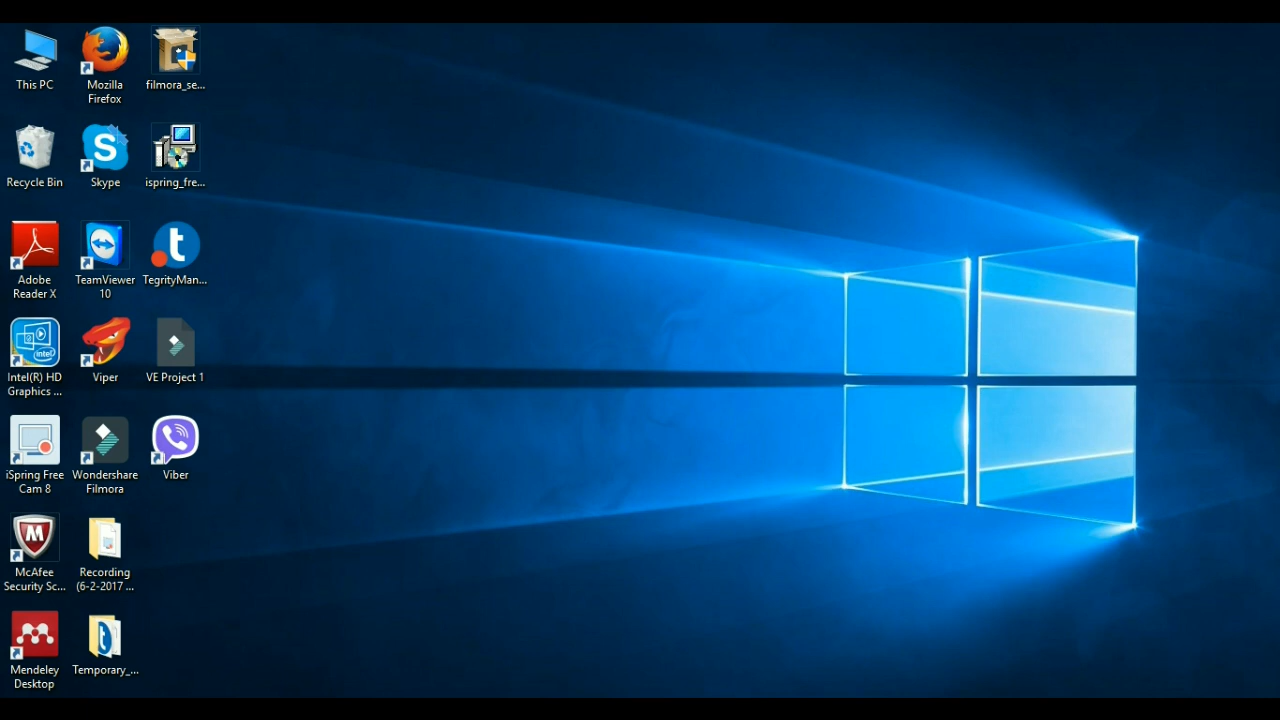 This PC
Mozilla
Firefox
filmora_se...
Recycle Bin
Skype
ispring_fre...
Adobe
Reader X
TeamViewer
10
TegrityMan...
Intel(R) HD
Graphics ...
Viper
VE Project 1
iSpring Free
Cam 8
Wondershare
Filmora
Viber
McAfee
Security Sc...
Recording
(6-2-2017 ...
Mendeley
Desktop
Temporary_...